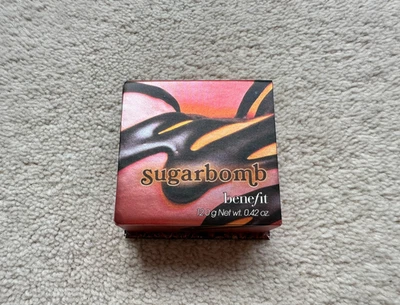 sugarbomb
benefit
12.0 g Net wt. 0.42 oz.